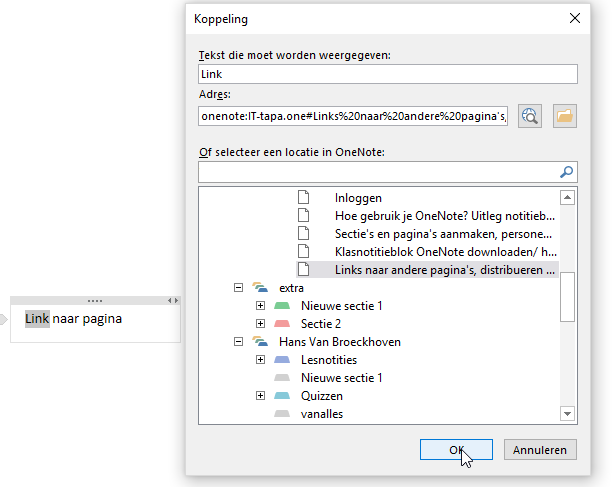 Koppeling
Tekst die moet worden weergegeven:
Link
Adres:
onenote:IT-tapa.one#Links%20naar%20andere%20pagina's,
Of selecteer een locatie in OneNote:
Inloggen
Hoe gebruik je OneNote? Uitleg notitieb...
Sectie's en pagina's aanmaken, persone...
Klasnotitieblok OneNote downloaden/ h...
Links naar andere pagina's, distribueren ...
extra
Nieuwe sectie 1
Sectie 2
Hans Van Broeckhoven
Lesnotities
Nieuwe sectie 1
Quizzen
vanalles
OK
Annuleren
Link naar pagina